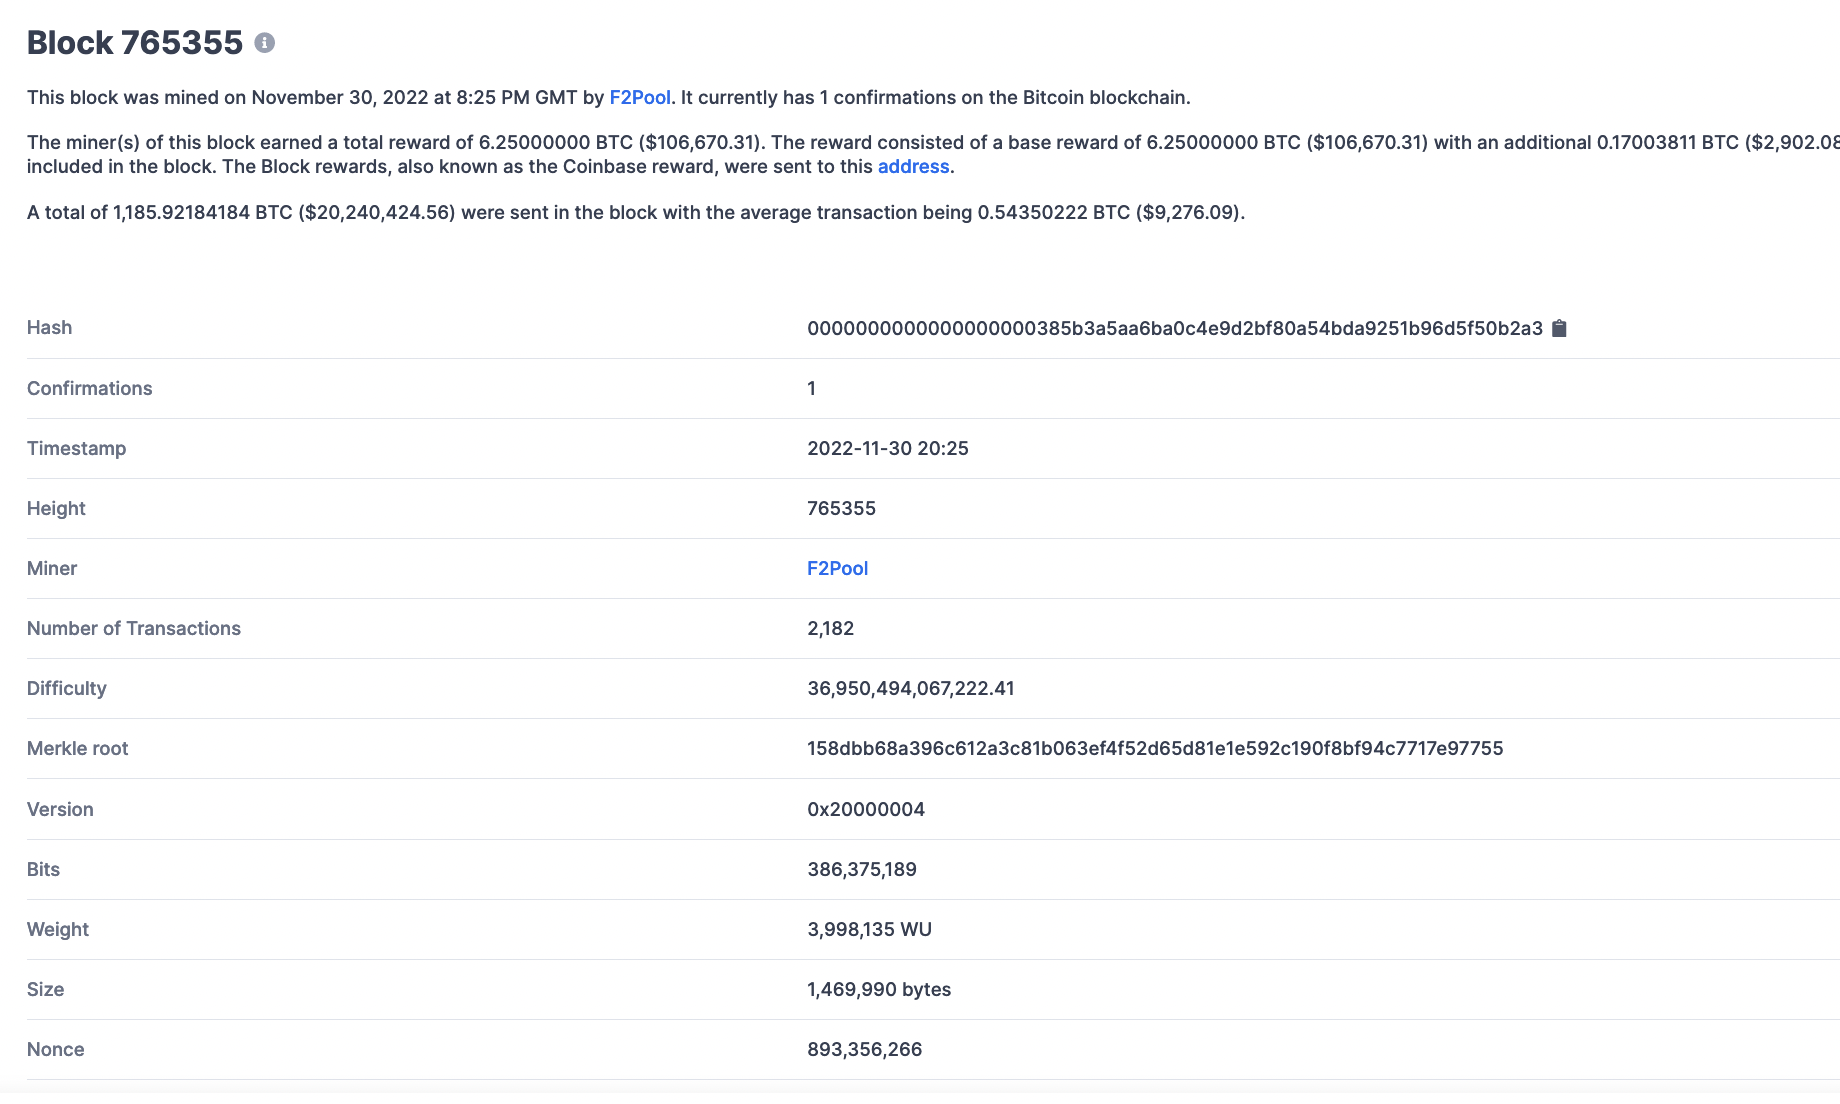 Block 765355
This block was mined on November 30, 2022 at 8:25 PM GMT by F2Pool. It currently has 1 confirmations on the Bitcoin blockchain.
The miner(s) of this block earned a total reward of 6.25000000 BTC ($106,670.31). The reward consisted of a base reward of 6.25000000 BTC ($106,670.31) with an additional 0.17003811 BTC ($2,902.08
included in the block. The Block rewards, also known as the Coinbase reward, were sent to this address.
A total of 1,185.92184184 BTC ($20,240,424.56) were sent in the block with the average transaction being 0.54350222 BTC ($9,276.09).
Hash 0000000000000000000385b3a5aa6ba0c4e9d2bf80a54bda9251b96d5f50b2a3
Confirmations 1
Timestamp 2022-11-30 20:25
Height 765355
Miner F2Pool
Number of Transactions 2,182
Difficulty 36,950,494,067,222.41
Merkle root 158dbb68a396c612a3c81b063ef4f52d65d81e1e592c190f8bf94c7717e97755
Version 0x20000004
Bits 386,375,189
Weight 3,998,135 WU
Size 1,469,990 bytes
Nonce 893,356,266